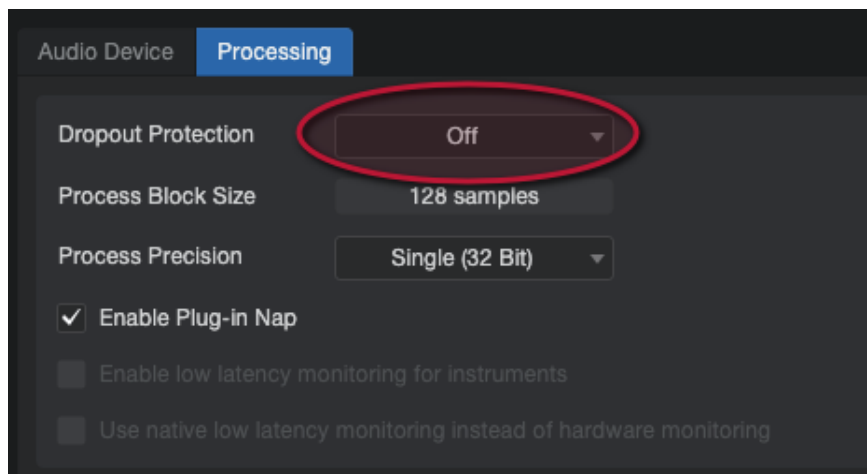 Audio Device Processing
Dropout Protection Off
Process Block Size 128 samples
Process Precision Single (32 Bit)
Enable Plug-in Nap
Enable low latency monitoring for instruments
Use native low latency monitoring instead of hardware monitoring